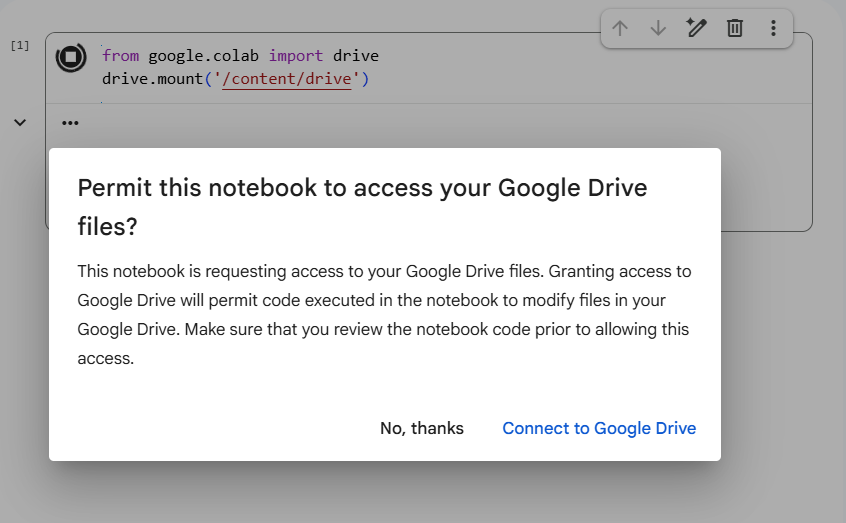 [1]
from google.colab import drive
drive.mount('/content/drive')
Permit this notebook to access your Google Drive
files?
This notebook is requesting access to your Google Drive files. Granting access to
Google Drive will permit code executed in the notebook to modify files in your
Google Drive. Make sure that you review the notebook code prior to allowing this
access.
No, thanks
Connect to Google Drive